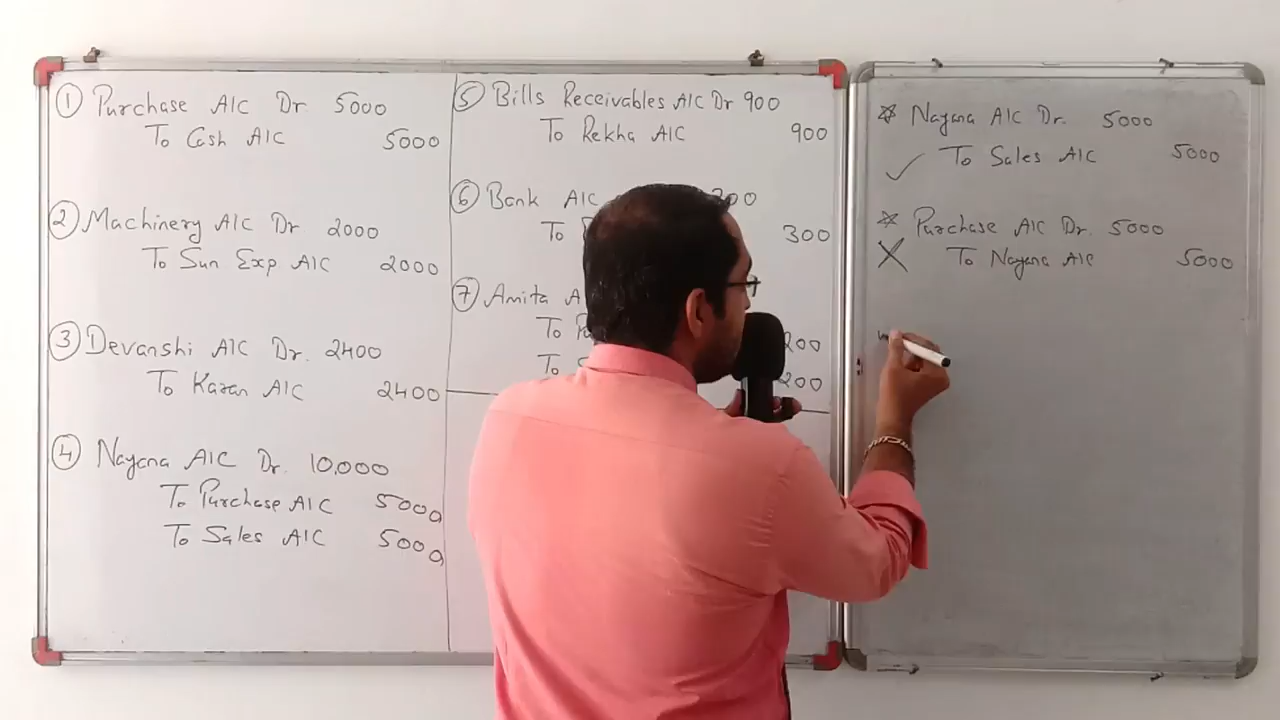 ① Purchase A/C Dr 5000
To Cash A/C 5000
② Machinery A/C Dr 2000
To Sun Exp A/C 2000
③ Devanshi A/C Dr. 2400
To Karan A/C 2400
④ Nayana A/C Dr. 10,000
To Purchase A/C 5000
To Sales A/C 5000
⑤ Bills Receivables A/C Dr 900
To Rekha A/C 900
⑥ Bank A/C 300
To 300
⑦ Amita
To 200
To 200
☆ Nayana A/C Dr. 5000
✓ To Sales A/C 5000
☆ Purchase A/C Dr. 5000
X To Nayana A/C 5000